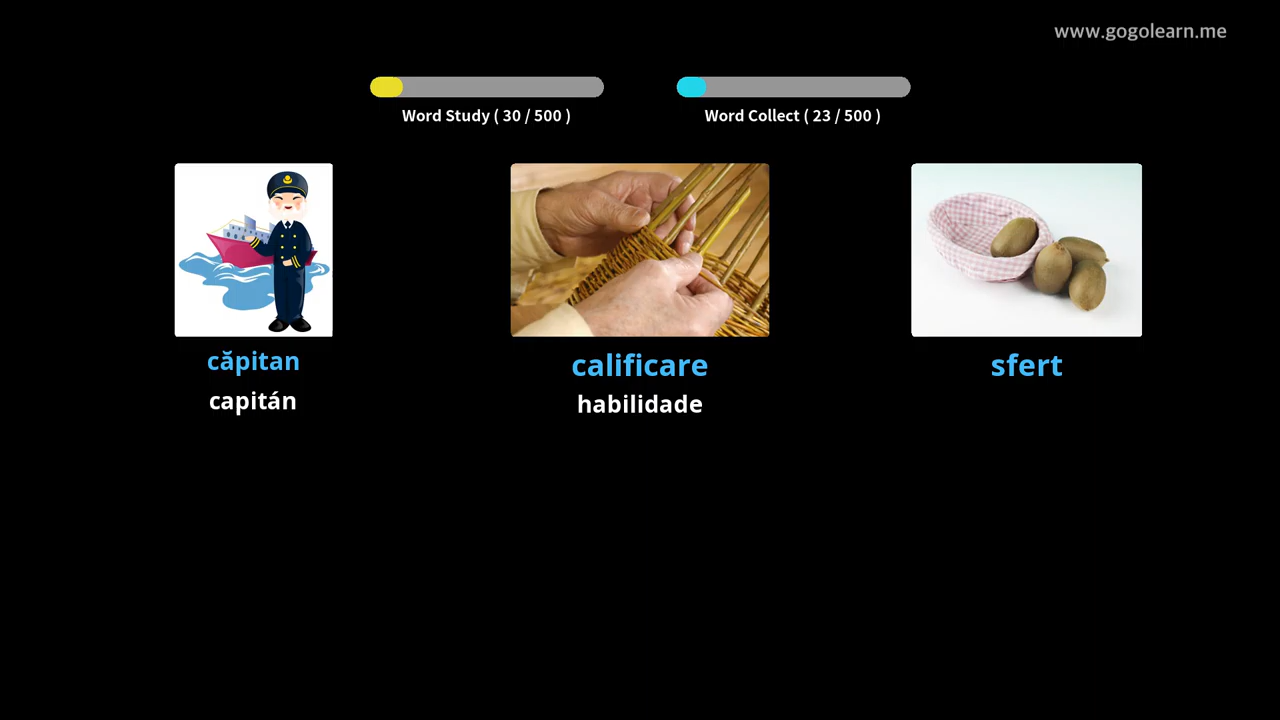 www.gogolearn.me
Word Study ( 30 / 500 )
Word Collect ( 23 / 500 )
căpitan
capitán
calificare
habilidade
sfert